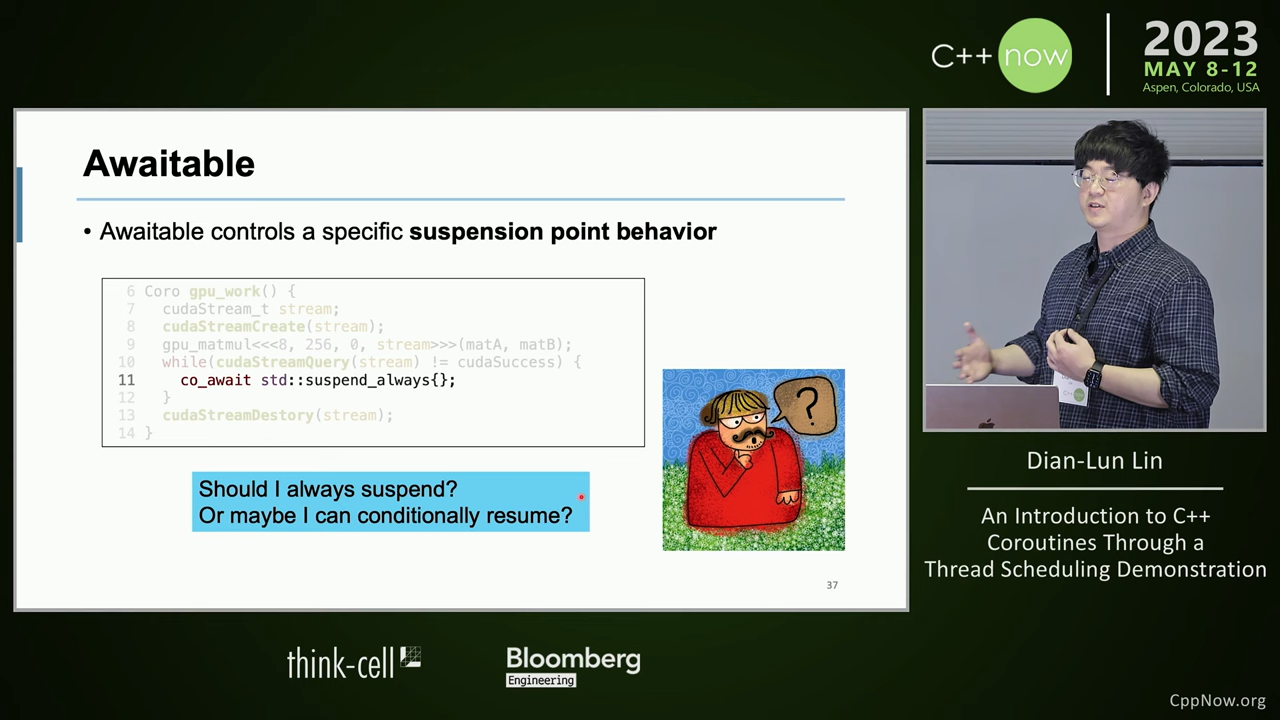 C++ now
2023
MAY 8-12
Aspen, Colorado, USA
Awaitable
• Awaitable controls a specific suspension point behavior
6 Coro gpu_work() {
7 cudaStream_t stream;
8 cudaStreamCreate(stream);
9 gpu_matmul<<<8, 256, 0, stream>>>(matA, matB);
10 while(cudaStreamQuery(stream) != cudaSuccess) {
11 co_await std::suspend_always{};
12 }
13 cudaStreamDestory(stream);
14 }
?
Should I always suspend?
Or maybe I can conditionally resume?
37
Dian-Lun Lin
An Introduction to C++
Coroutines Through a
Thread Scheduling Demonstration
think-cell
Bloomberg
Engineering
CppNow.org